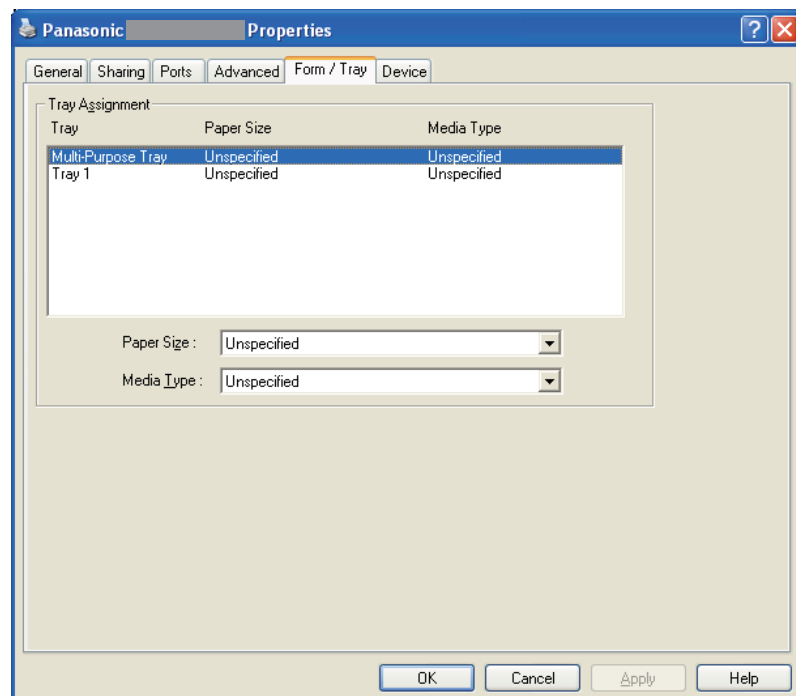 Panasonic Properties
General Sharing Ports Advanced Form / Tray Device
Tray Assignment
Tray Paper Size Media Type
Multi-Purpose Tray Unspecified Unspecified
Tray 1 Unspecified Unspecified
Paper Size : Unspecified
Media Type : Unspecified
OK Cancel Apply Help